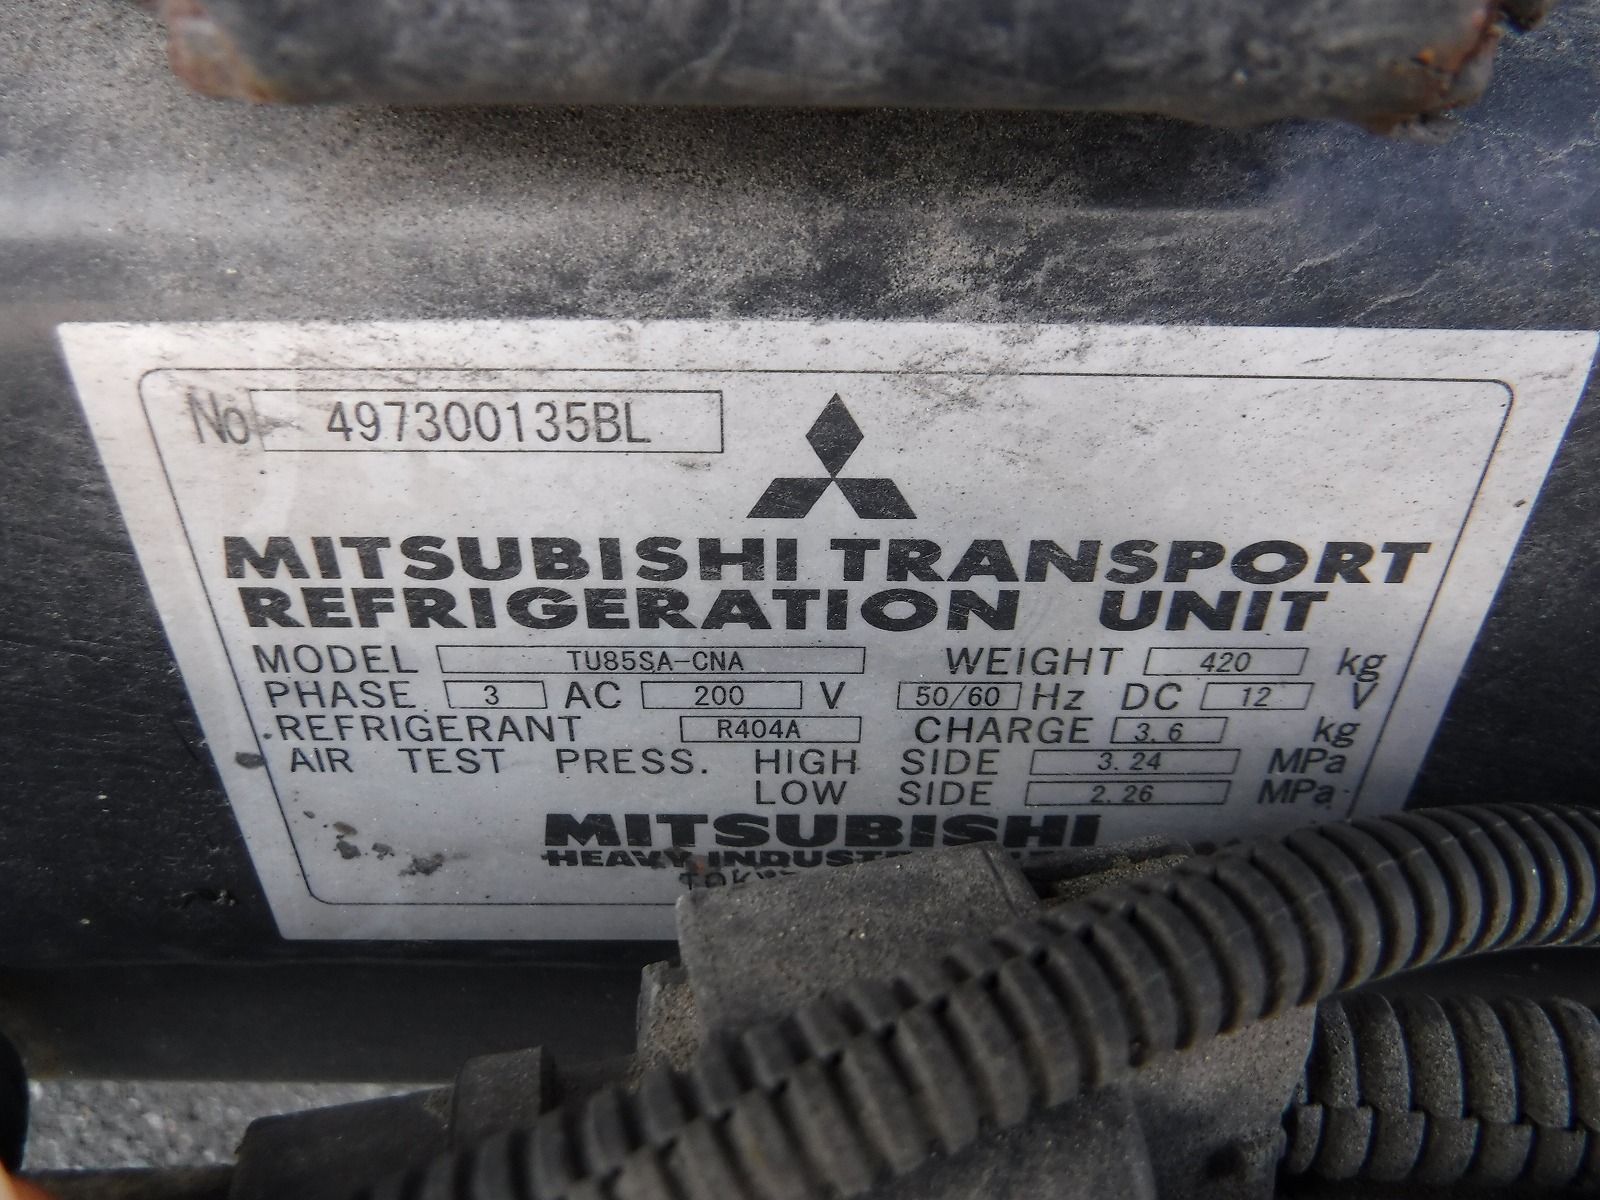 No 497300135BL
MITSUBISHI TRANSPORT
REFRIGERATION UNIT
MODEL TU85SA-CNA WEIGHT 420 kg
PHASE 3 AC 200 V 50/60 Hz DC 12 V
REFRIGERANT R404A CHARGE 3.6 kg
AIR TEST PRESS. HIGH SIDE 3.24 MPa
LOW SIDE 2.26 MPa
MITSUBISHI
HEAVY